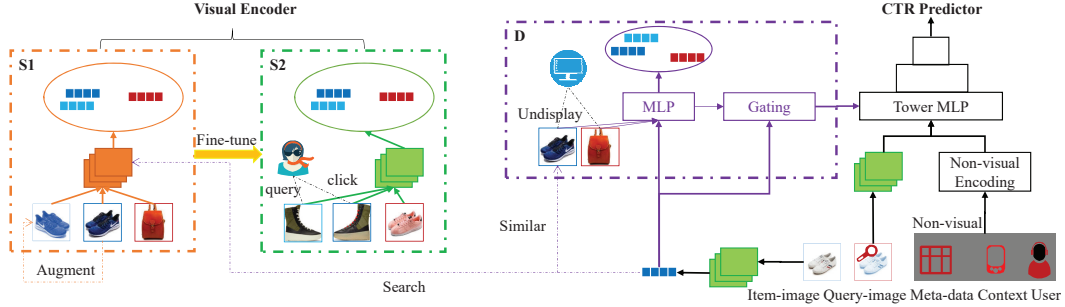 Visual Encoder
CTR Predictor
S1
S2
D
Undisplay
MLP
Gating
Tower MLP
Fine-tune
query
click
Non-visual
Encoding
Similar
Non-visual
Augment
Search
Item-image Query-image Meta-data Context User